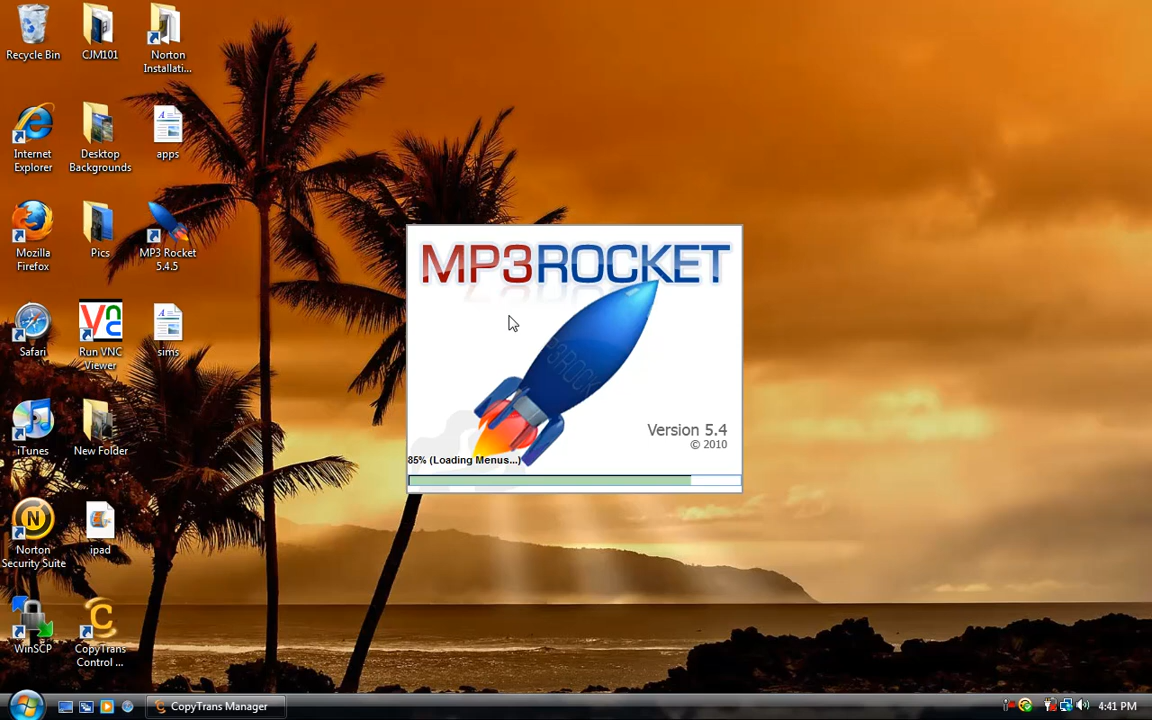 Recycle Bin
CJM101
Norton
Installati...
Internet
Explorer
Desktop
Backgrounds
apps
Mozilla
Firefox
Pics
MP3 Rocket
5.4.5
Safari
Run VNC
Viewer
sims
iTunes
New Folder
Norton
Security Suite
ipad
WinSCP
CopyTrans
Control ...
MP3ROCKET
Version 5.4
© 2010
85% (Loading Menus...)
CopyTrans Manager
4:41 PM